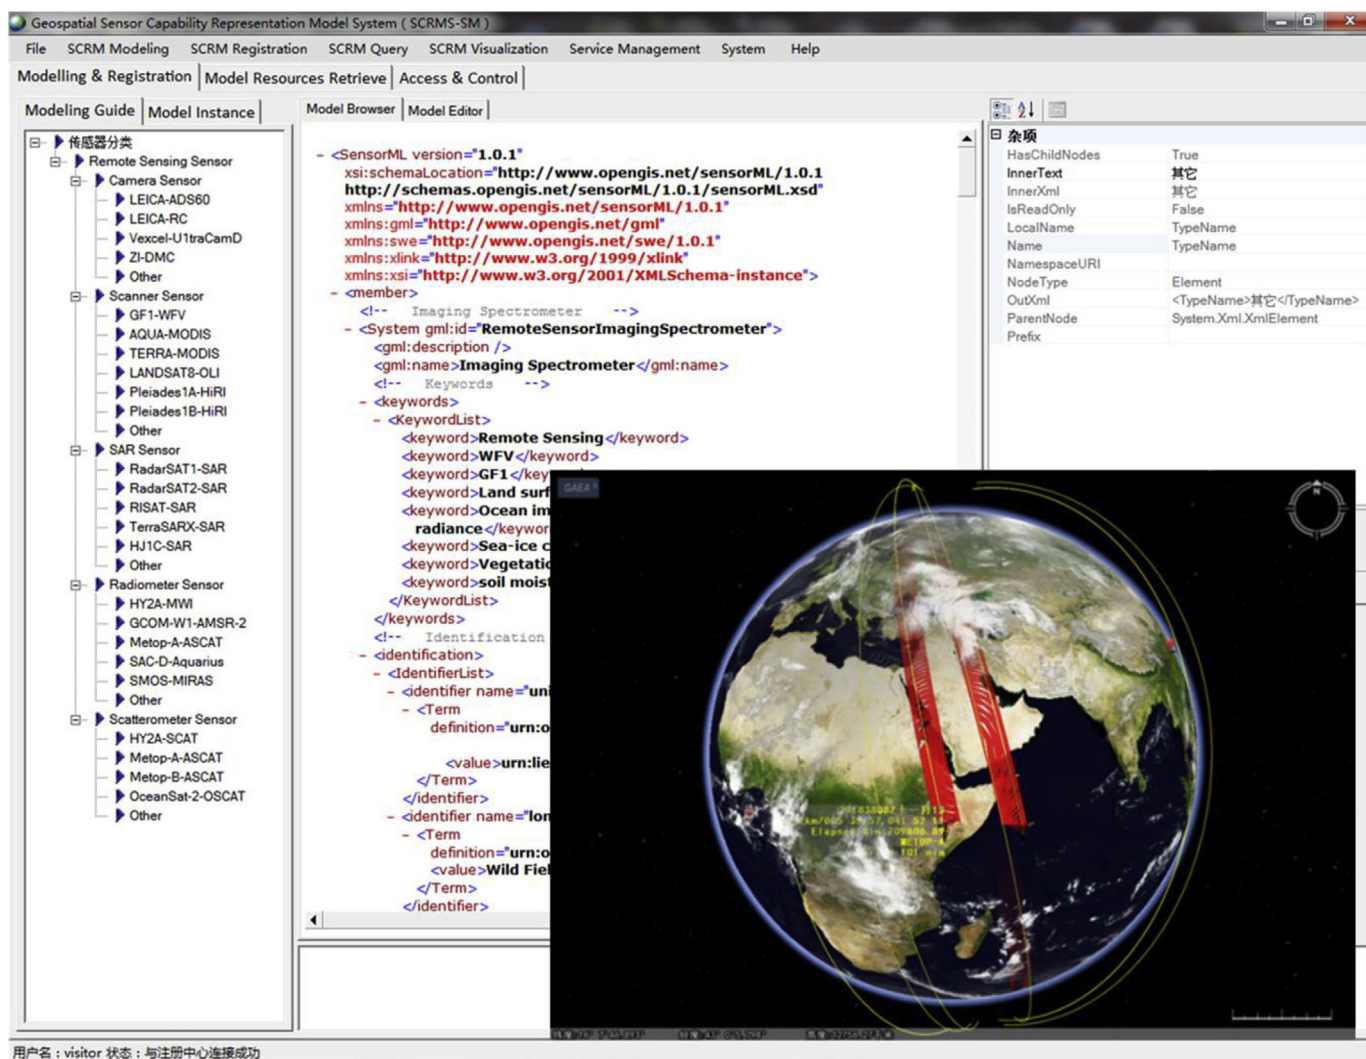 Geospatial Sensor Capability Representation Model System ( SCRMS-SM )
File SCRM Modeling SCRM Registration SCRM Query SCRM Visualization Service Management System Help
Modelling & Registration Model Resources Retrieve Access & Control
Modeling Guide Model Instance
传感器分类
Remote Sensing Sensor
Camera Sensor
LEICA-ADS60
LEICA-RC
Vexcel-U1traCamD
ZI-DMC
Other
Scanner Sensor
GF1-WFV
AQUA-MODIS
TERRA-MODIS
LANDSAT8-OLI
Pleiades1A-HiRI
Pleiades1B-HiRI
Other
SAR Sensor
RadarSAT1-SAR
RadarSAT2-SAR
RISAT-SAR
TerraSARX-SAR
HJ1C-SAR
Other
Radiometer Sensor
HY2A-MWI
GCOM-W1-AMSR-2
Metop-A-ASCAT
SAC-D-Aquarius
SMOS-MIRAS
Other
Scatterometer Sensor
HY2A-SCAT
Metop-A-ASCAT
Metop-B-ASCAT
OceanSat-2-OSCAT
Other
Model Browser Model Editor
- <SensorML version="1.0.1"
xsi:schemaLocation="http://www.opengis.net/sensorML/1.0.1
http://schemas.opengis.net/sensorML/1.0.1/sensorML.xsd"
xmlns="http://www.opengis.net/sensorML/1.0.1"
xmlns:gml="http://www.opengis.net/gml"
xmlns:swe="http://www.opengis.net/swe/1.0.1"
xmlns:xlink="http://www.w3.org/1999/xlink"
xmlns:xsi="http://www.w3.org/2001/XMLSchema-instance">
- <member>
<!-- Imaging Spectrometer -->
- <System gml:id="RemoteSensorImagingSpectrometer">
<gml:description />
<gml:name>Imaging Spectrometer</gml:name>
<!-- Keywords -->
- <keywords>
- <KeywordList>
<keyword>Remote Sensing</keyword>
<keyword>WFV</keyword>
<keyword>GF1</key
<keyword>Land surf
<keyword>Ocean im
radiance</keywor
<keyword>Sea-ice c
<keyword>Vegetatio
<keyword>soil moist
</KeywordList>
</keywords>
<!-- Identification
- <identification>
- <IdentifierList>
- <identifier name="uni
- <Term
definition="urn:o
<value>urn:lie
</Term>
</identifier>
- <identifier name="lon
- <Term
definition="urn:o
<value>Wild Fiel
</Term>
</identifier>
杂项
HasChildNodes True
InnerText 其它
InnerXml 其它
IsReadOnly False
LocalName TypeName
Name TypeName
NamespaceURI
NodeType Element
OutXml <TypeName>其它</TypeName>
ParentNode System.Xml.XmlElement
Prefix
GAEA
N
METOP-A
101 min
用户名：visitor 状态：与注册中心连接成功